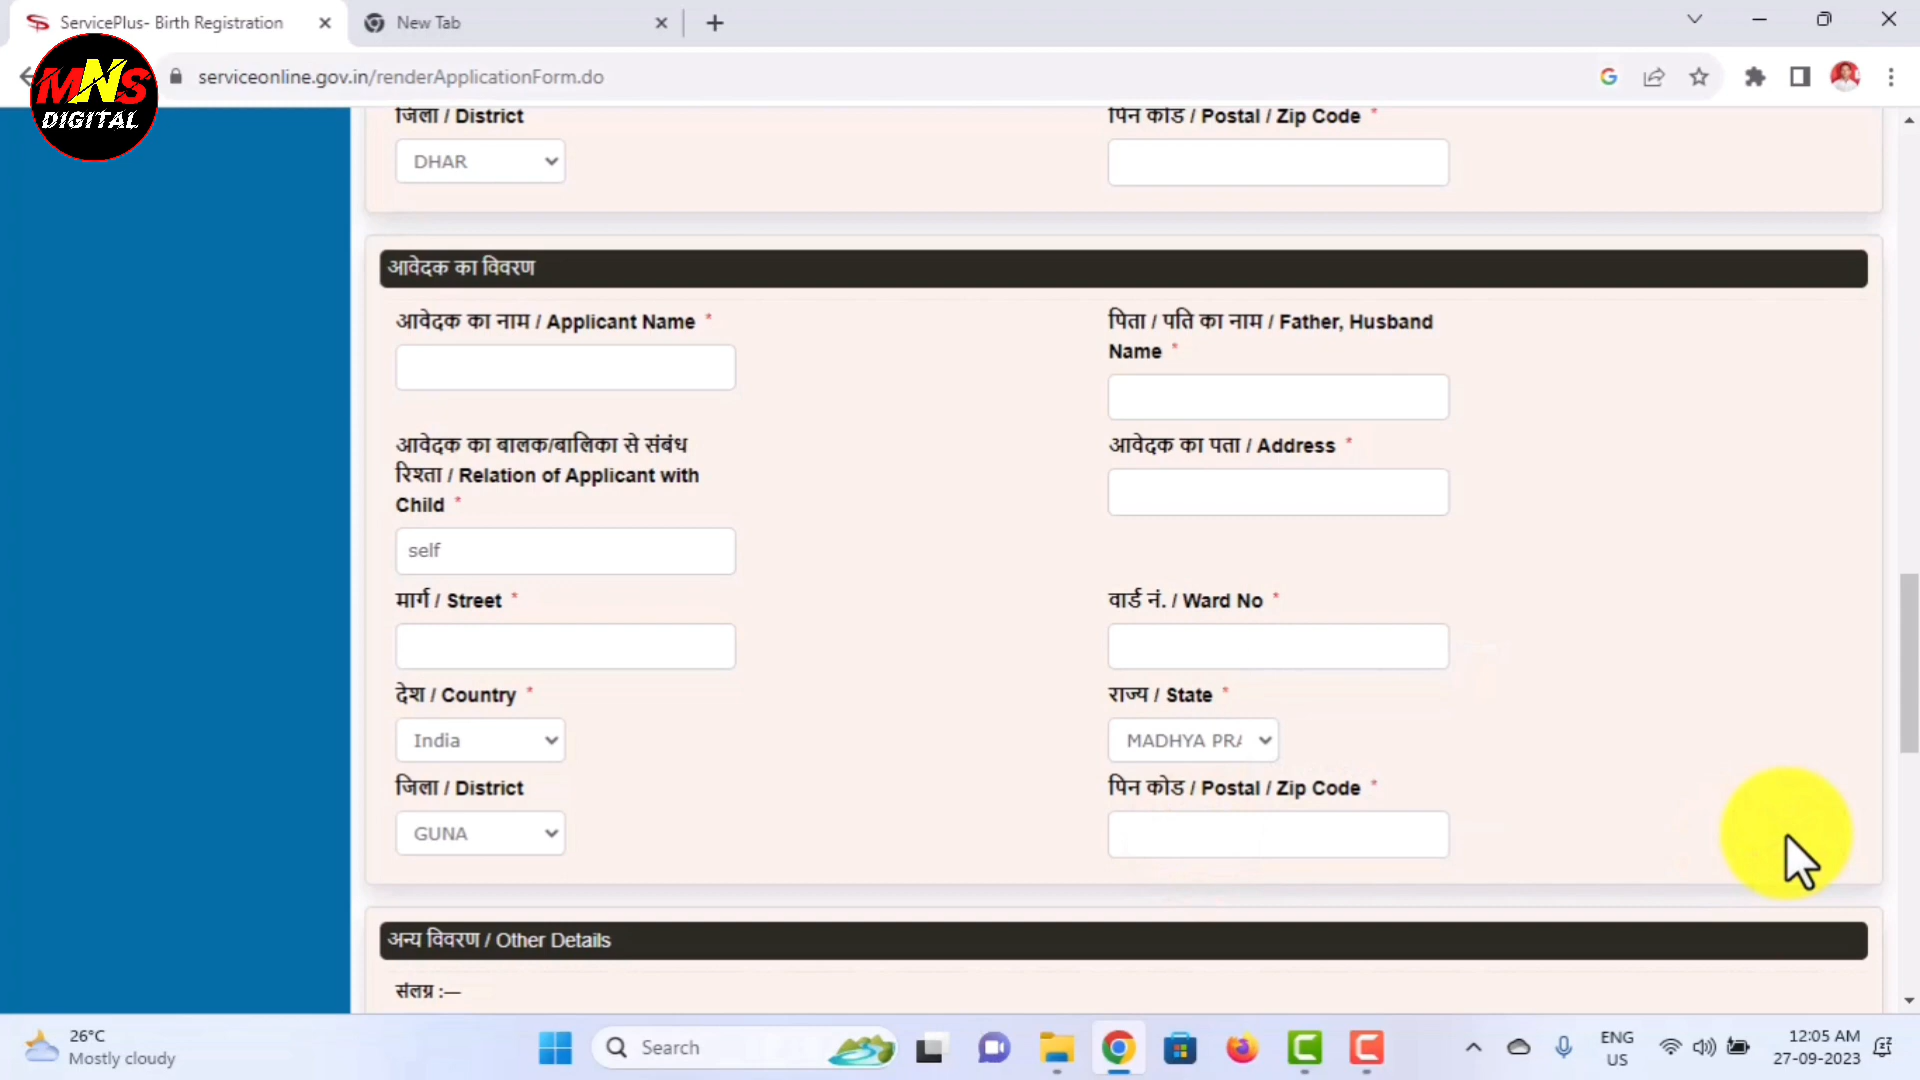 ServicePlus- Birth Registration
New Tab
MNS
DIGITAL
serviceonline.gov.in/renderApplicationForm.do
जिला / District
पिन कोड / Postal / Zip Code *
DHAR
आवेदक का विवरण
आवेदक का नाम / Applicant Name *
पिता / पति का नाम / Father, Husband
Name *
आवेदक का बालक/बालिका से संबंध
रिश्ता / Relation of Applicant with
Child *
आवेदक का पता / Address *
self
मार्ग / Street *
वार्ड नं. / Ward No *
देश / Country *
राज्य / State *
India
MADHYA PRA
जिला / District
पिन कोड / Postal / Zip Code *
GUNA
अन्य विवरण / Other Details
संलग्न :—
26°C
Mostly cloudy
Search
ENG
US
12:05 AM
27-09-2023